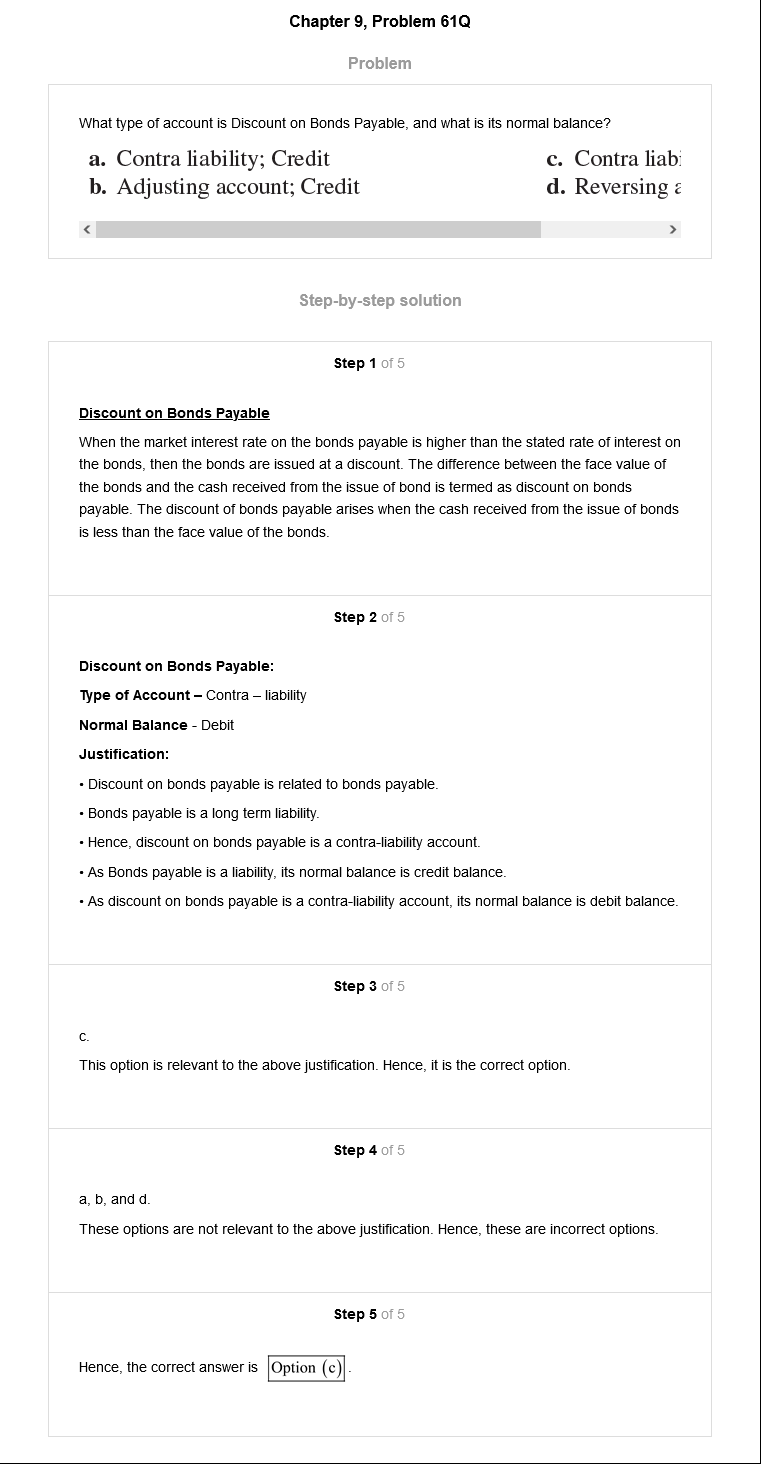 Chapter 9, Problem 61Q
Problem
What type of account is Discount on Bonds Payable, and what is its normal balance?
a. Contra liability; Credit
b. Adjusting account; Credit
c. Contra liabi
d. Reversing a
Step-by-step solution
Step 1 of 5
Discount on Bonds Payable
When the market interest rate on the bonds payable is higher than the stated rate of interest on
the bonds, then the bonds are issued at a discount. The difference between the face value of
the bonds and the cash received from the issue of bond is termed as discount on bonds
payable. The discount of bonds payable arises when the cash received from the issue of bonds
is less than the face value of the bonds.
Step 2 of 5
Discount on Bonds Payable:
Type of Account – Contra – liability
Normal Balance - Debit
Justification:
• Discount on bonds payable is related to bonds payable.
• Bonds payable is a long term liability.
• Hence, discount on bonds payable is a contra-liability account.
• As Bonds payable is a liability, its normal balance is credit balance.
• As discount on bonds payable is a contra-liability account, its normal balance is debit balance.
Step 3 of 5
c.
This option is relevant to the above justification. Hence, it is the correct option.
Step 4 of 5
a, b, and d.
These options are not relevant to the above justification. Hence, these are incorrect options.
Step 5 of 5
Hence, the correct answer is Option (c).